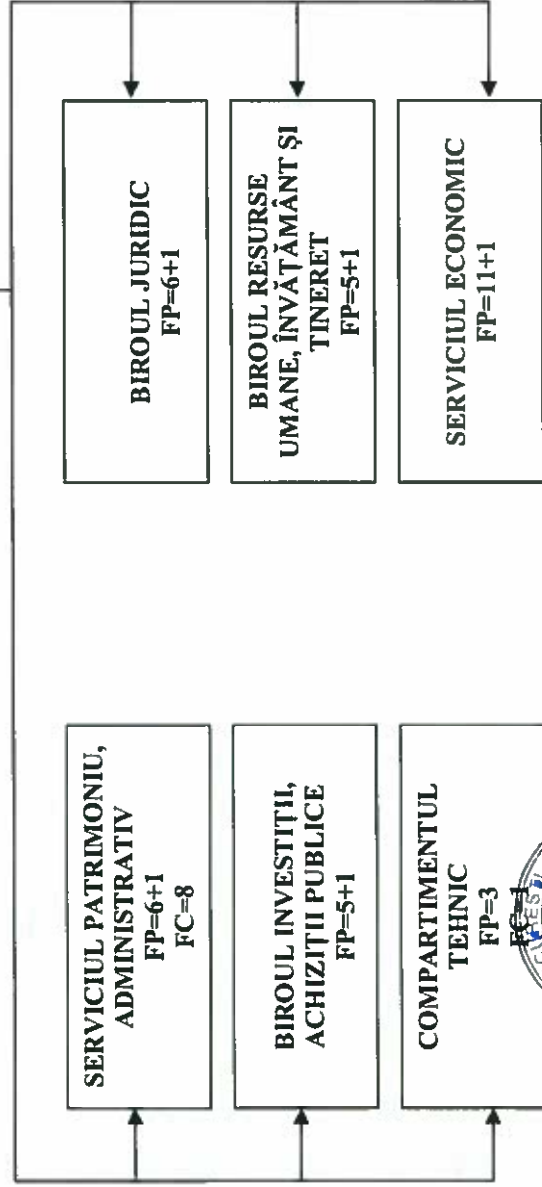 SERVICIUL PATRIMONIU,
ADMINISTRATIV
FP=6+1
FC=8
BIROUL INVESTIȚII,
ACHIZIȚII PUBLICE
FP=5+1
COMPARTIMENTUL
TEHNIC
FP=3
FC=1
BIROUL JURIDIC
FP=6+1
BIROUL RESURSE
UMANE, ÎNVĂȚĂMÂNT ȘI
TINERET
FP=5+1
SERVICIUL ECONOMIC
FP=11+1